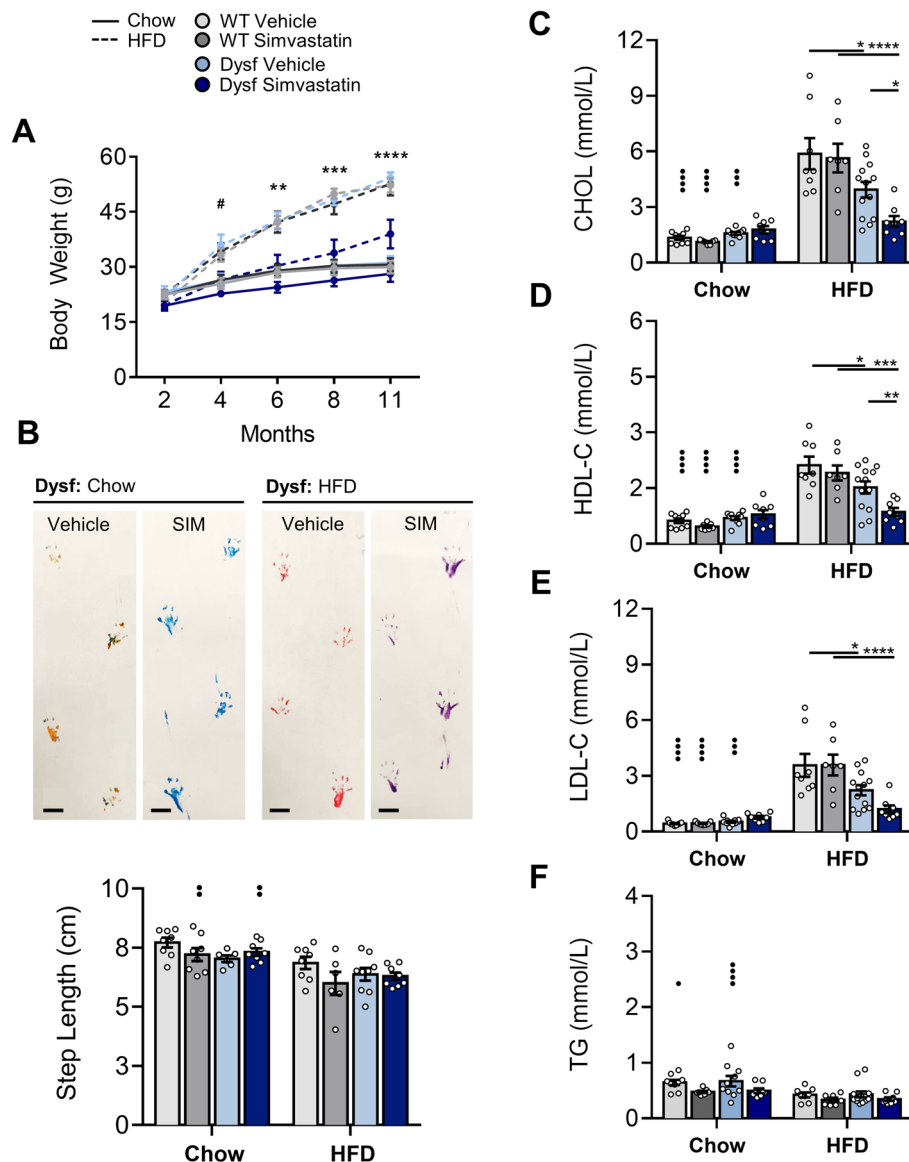 Chow
HFD
WT Vehicle
WT Simvastatin
Dysf Vehicle
Dysf Simvastatin
A
Body Weight (g)
60
45
30
15
0
#
**
***
****
2
4
6
8
11
Months
B
Dysf: Chow
Dysf: HFD
Vehicle
SIM
Vehicle
SIM
Step Length (cm)
10
8
5
3
0
Chow
HFD
C
CHOL (mmol/L)
12
9
6
3
0
*
****
*
Chow
HFD
D
HDL-C (mmol/L)
6
5
3
2
0
*
***
**
Chow
HFD
E
LDL-C (mmol/L)
12
9
6
3
0
*
****
Chow
HFD
F
TG (mmol/L)
4
3
2
1
0
Chow
HFD